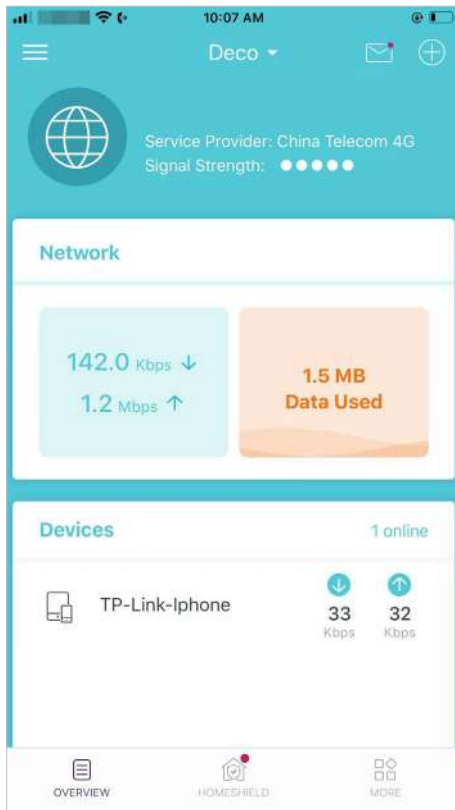 10:07 AM
Deco
Service Provider: China Telecom 4G
Signal Strength:
Network
142.0 Kbps ↓
1.2 Mbps ↑
1.5 MB
Data Used
Devices
1 online
TP-Link-Iphone
33 32
Kbps Kbps
OVERVIEW HOMESHIELD MORE